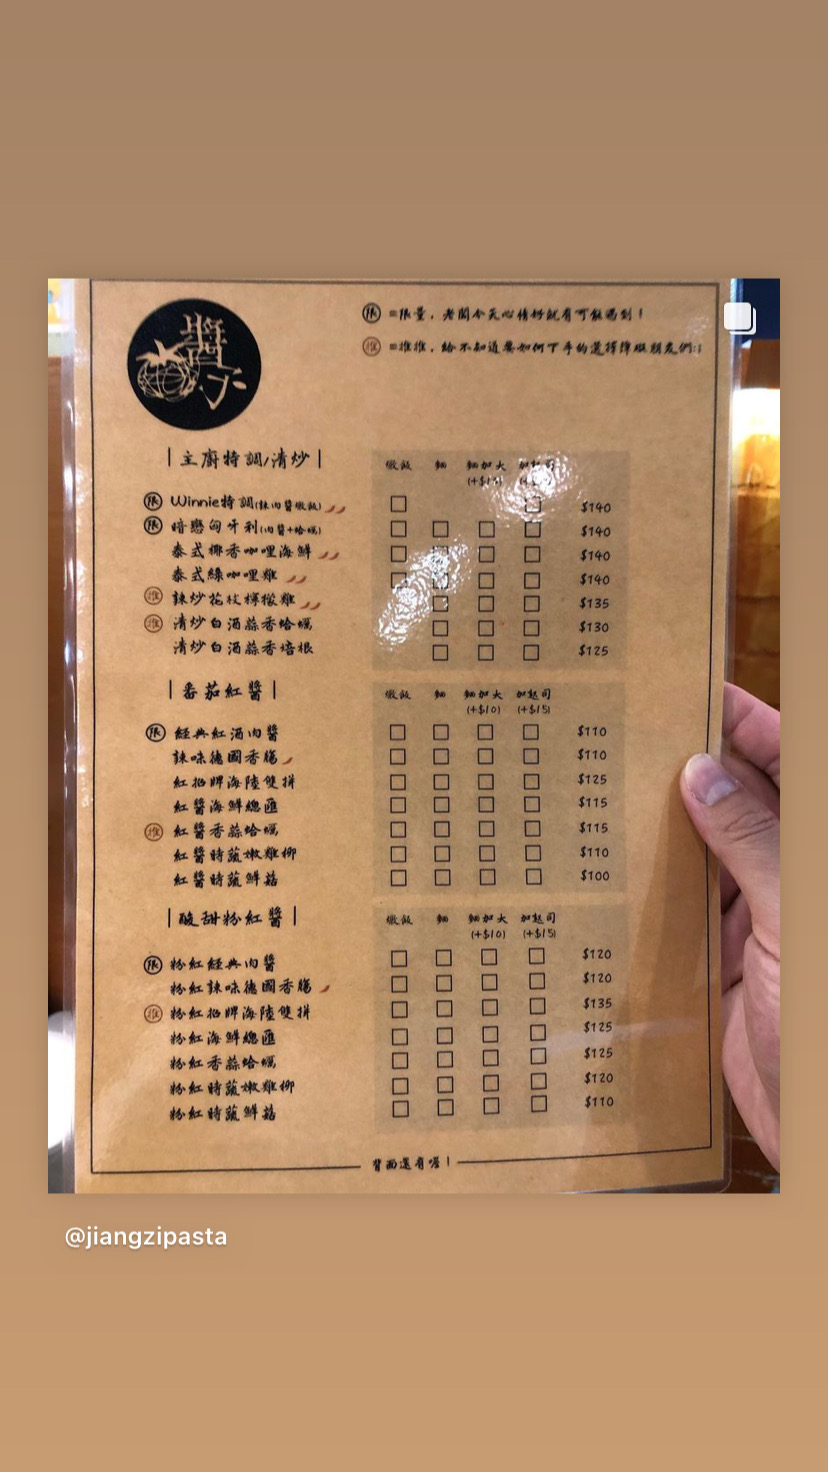 醬子
限=限量，老闆今天心情好就有可能遇到！
推=推推，給不知道要如何下手的選擇障礙朋友們::
|主廚特調/清炒|
燉飯 麵 麵加大
限 Winnie特調(辣肉醬燉飯) $140
限 暗戀匈牙利(肉醬+蛤蠣) $140
泰式椰香咖哩海鮮 $140
泰式綠咖哩雞 $140
推 辣炒花枝檸檬雞 $135
推 清炒白酒蒜香蛤蠣 $130
清炒白酒蒜香培根 $125
|番茄紅醬|
燉飯 麵 麵加大 加起司
(+$10) (+$15)
限 經典紅酒肉醬 $110
辣味德國香腸 $110
紅招牌海陸雙拼 $125
紅醬海鮮總匯 $115
推 紅醬香蒜蛤蠣 $115
紅醬時蔬嫩雞柳 $110
紅醬時蔬鮮菇 $100
|酸甜粉紅醬|
燉飯 麵 麵加大 加起司
(+$10) (+$15)
限 粉紅經典肉醬 $120
粉紅辣味德國香腸 $120
推 粉紅招牌海陸雙拼 $135
粉紅海鮮總匯 $125
粉紅香蒜蛤蠣 $125
粉紅時蔬嫩雞柳 $120
粉紅時蔬鮮菇 $110
背面還有喔！
@jiangzipasta